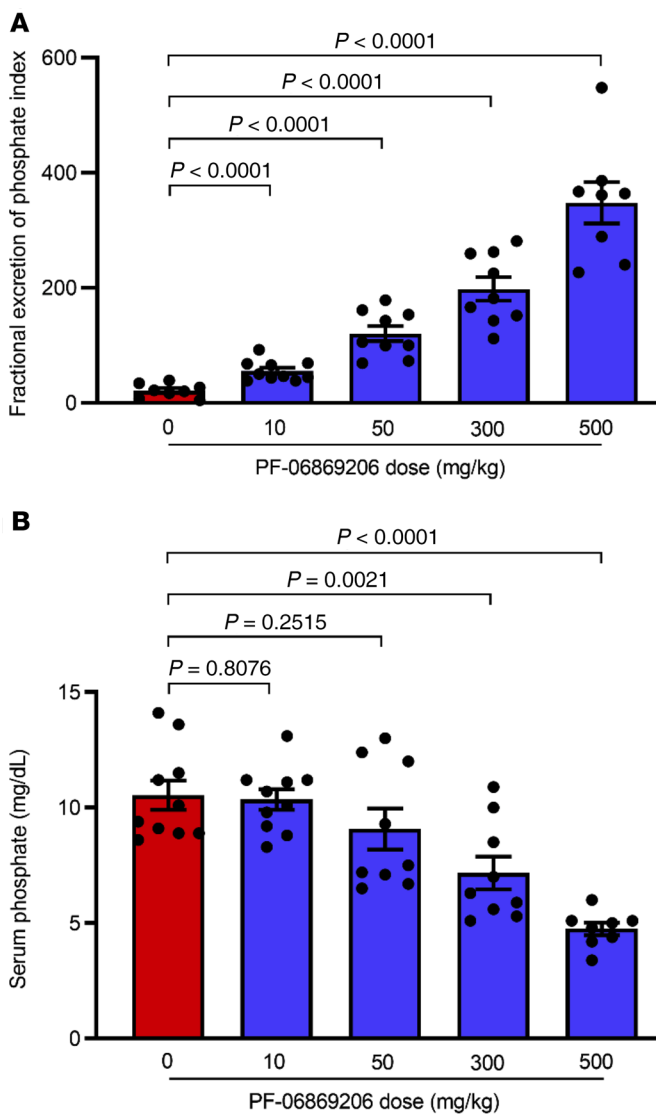 A
Fractional excretion of phosphate index
600
400
200
0
P < 0.0001
P < 0.0001
P < 0.0001
P < 0.0001
0 10 50 300 500
PF-06869206 dose (mg/kg)
B
Serum phosphate (mg/dL)
P < 0.0001
P = 0.0021
P = 0.2515
P = 0.8076
15
10
5
0
0 10 50 300 500
PF-06869206 dose (mg/kg)